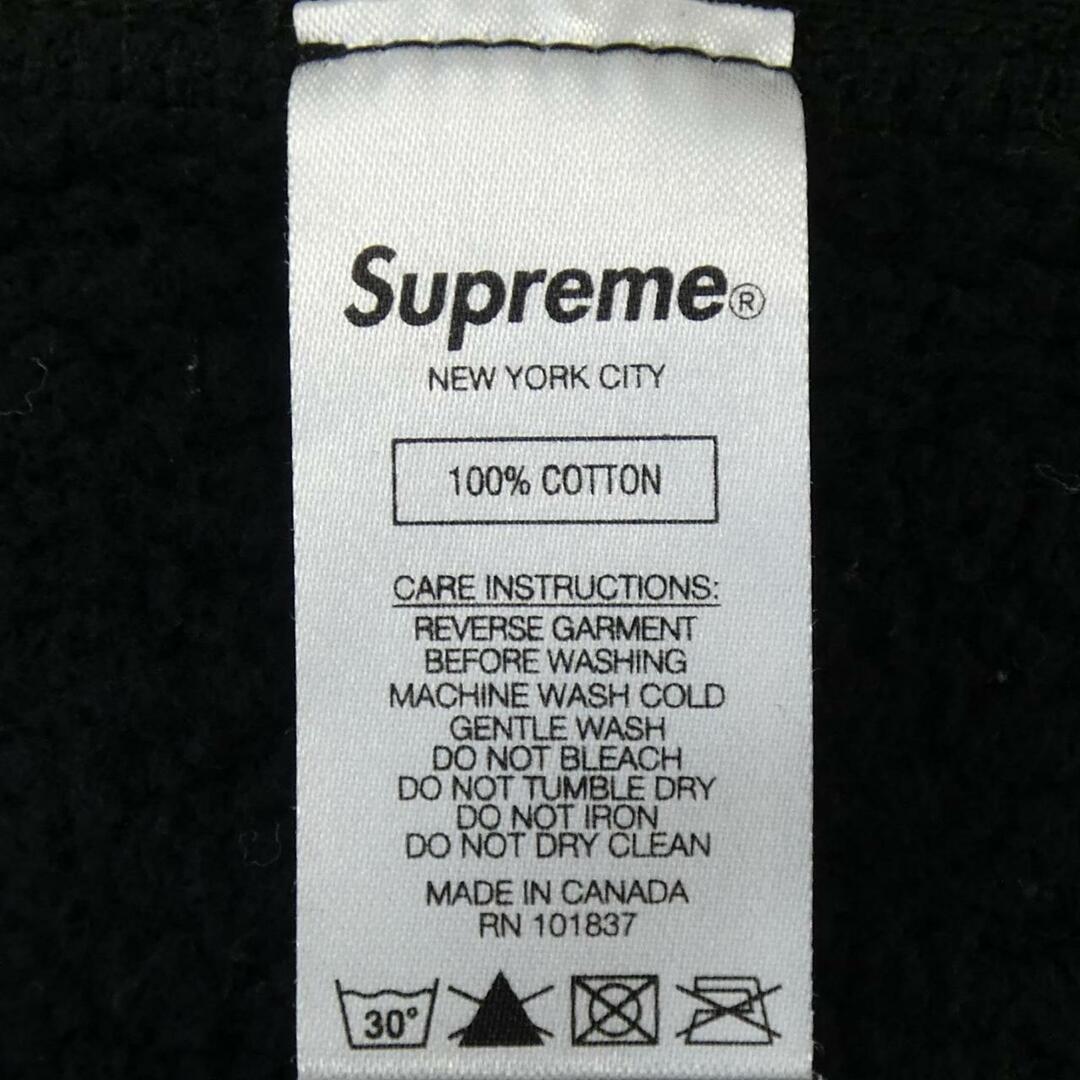 Supreme®
NEW YORK CITY
100% COTTON
CARE INSTRUCTIONS:
REVERSE GARMENT
BEFORE WASHING
MACHINE WASH COLD
GENTLE WASH
DO NOT BLEACH
DO NOT TUMBLE DRY
DO NOT IRON
DO NOT DRY CLEAN
MADE IN CANADA
RN 101837
30°